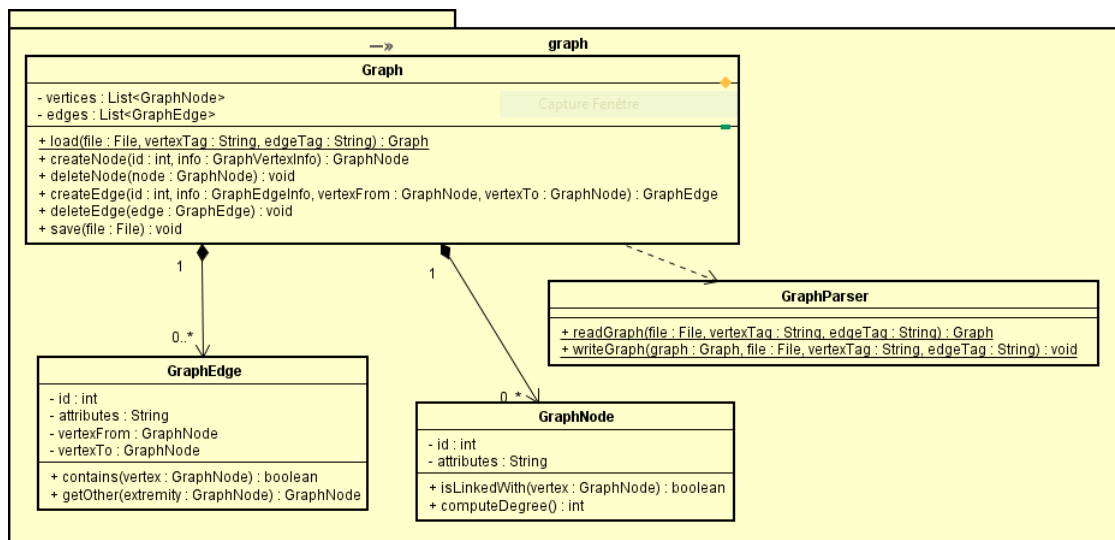 graph
Graph
- vertices : List<GraphNode>
- edges : List<GraphEdge>
Capture Fenêtre
+ load(file : File, vertexTag : String, edgeTag : String) : Graph
+ createNode(id : int, info : GraphVertexInfo) : GraphNode
+ deleteNode(node : GraphNode) : void
+ createEdge(id : int, info : GraphEdgeInfo, vertexFrom : GraphNode, vertexTo : GraphNode) : GraphEdge
+ deleteEdge(edge : GraphEdge) : void
+ save(file : File) : void
1
1
0..*
0..*
GraphParser
+ readGraph(file : File, vertexTag : String, edgeTag : String) : Graph
+ writeGraph(graph : Graph, file : File, vertexTag : String, edgeTag : String) : void
GraphEdge
- id : int
- attributes : String
- vertexFrom : GraphNode
- vertexTo : GraphNode
+ contains(vertex : GraphNode) : boolean
+ getOther(extremity : GraphNode) : GraphNode
GraphNode
- id : int
- attributes : String
+ isLinkedWith(vertex : GraphNode) : boolean
+ computeDegree() : int